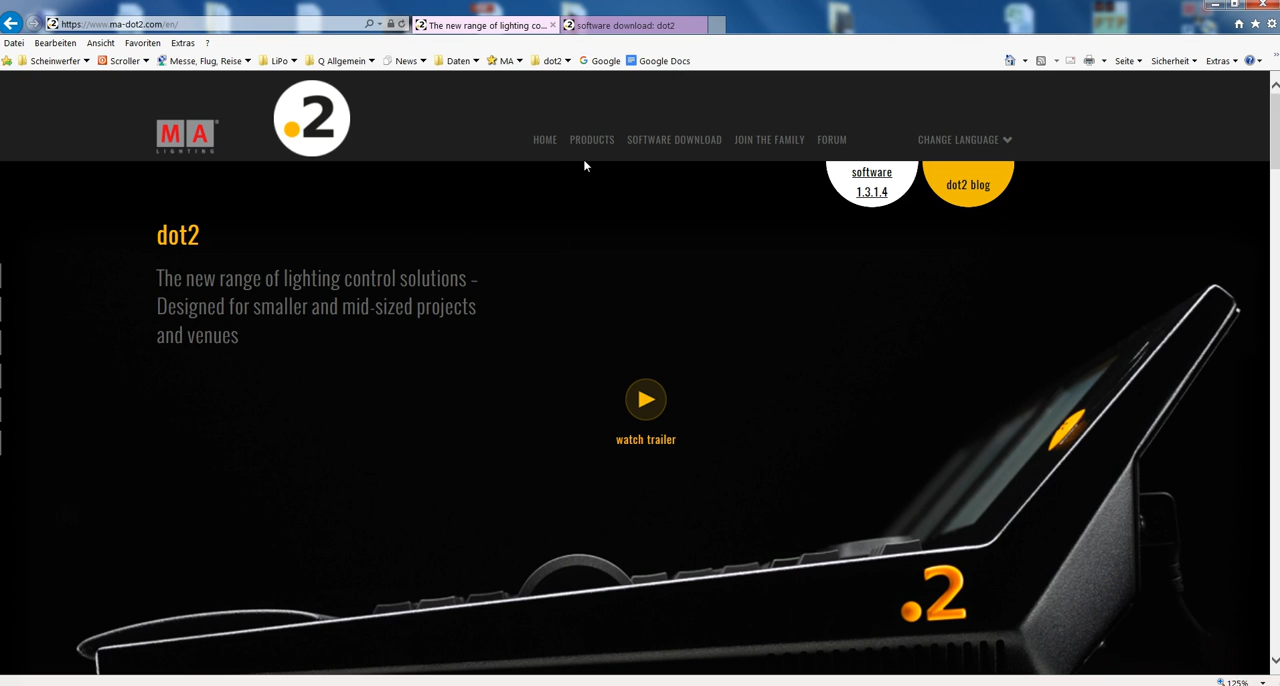 https://www.ma-dot2.com/en/
The new range of lighting co...
software download: dot2
Datei Bearbeiten Ansicht Favoriten Extras ?
Scheinwerfer Scroller Messe, Flug, Reise LiPo Q Allgemein News Daten MA dot2 Google Google Docs Seite Sicherheit Extras
MA
LIGHTING
.2
HOME PRODUCTS SOFTWARE DOWNLOAD JOIN THE FAMILY FORUM CHANGE LANGUAGE
software
1.3.1.4
dot2 blog
dot2
The new range of lighting control solutions –
Designed for smaller and mid-sized projects
and venues
watch trailer
.2
125%